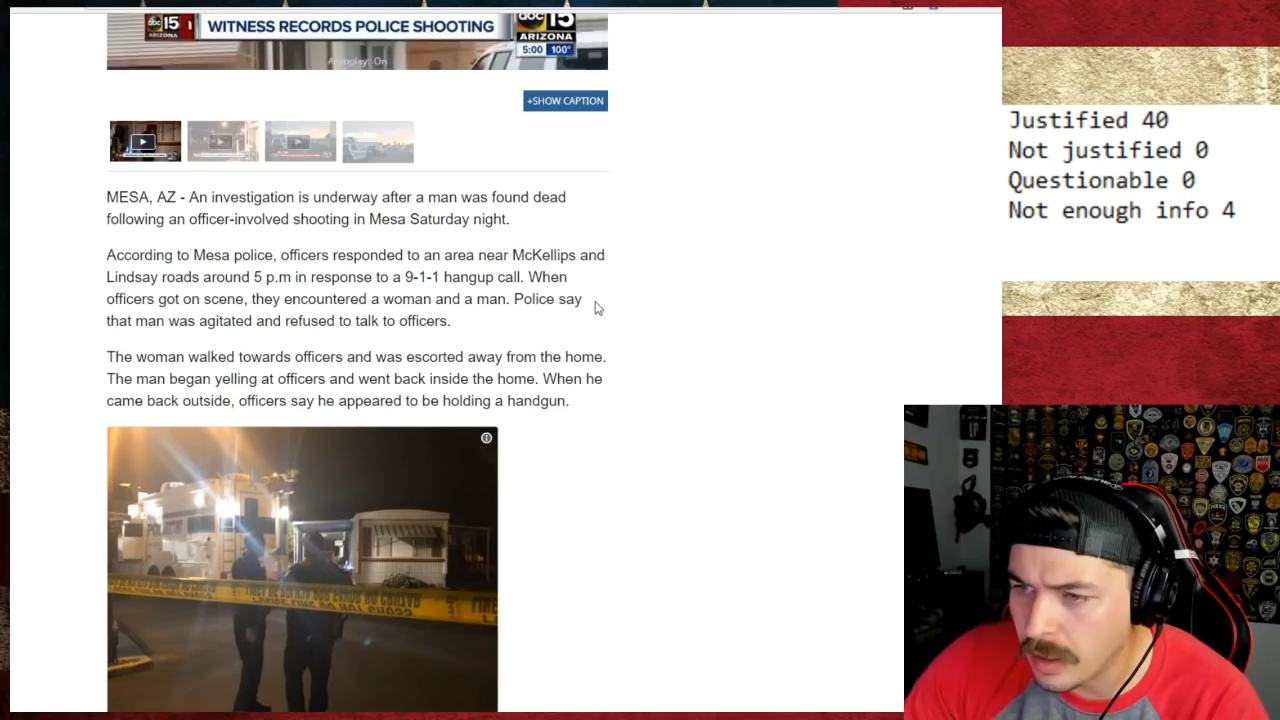 abc 15 ARIZONA WITNESS RECORDS POLICE SHOOTING abc 15 ARIZONA
5:00 100°
Autoplay: On
+SHOW CAPTION
MESA, AZ - An investigation is underway after a man was found dead
following an officer-involved shooting in Mesa Saturday night.
According to Mesa police, officers responded to an area near McKellips and
Lindsay roads around 5 p.m in response to a 9-1-1 hangup call. When
officers got on scene, they encountered a woman and a man. Police say
that man was agitated and refused to talk to officers.
The woman walked towards officers and was escorted away from the home.
The man began yelling at officers and went back inside the home. When he
came back outside, officers say he appeared to be holding a handgun.
POLICE
Justified 40
Not justified 0
Questionable 0
Not enough info 4